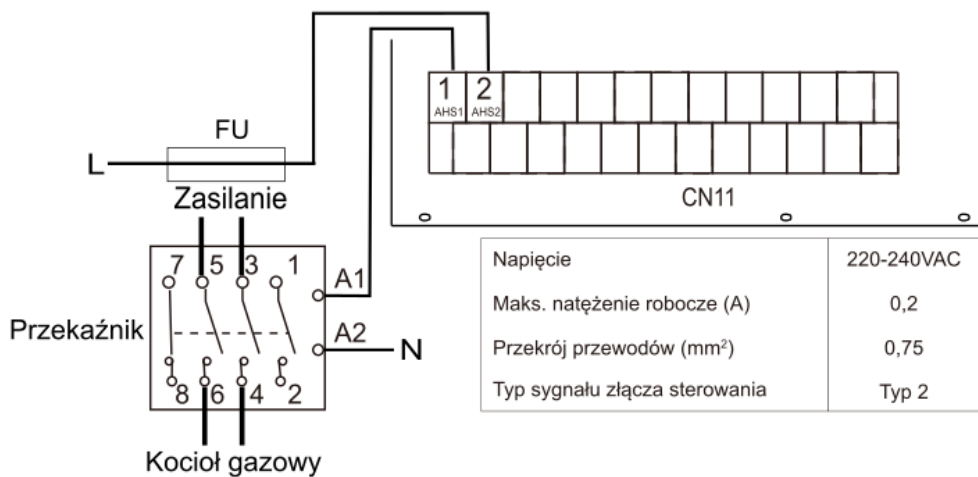 1 2
AHS1 AHS2
FU
L
CN11
Zasilanie
7 5 3 1
A1
Przekaźnik
A2
N
8 6 4 2
Kocioł gazowy
Napięcie 220-240VAC
Maks. natężenie robocze (A) 0,2
Przekrój przewodów (mm²) 0,75
Typ sygnału złącza sterowania Typ 2